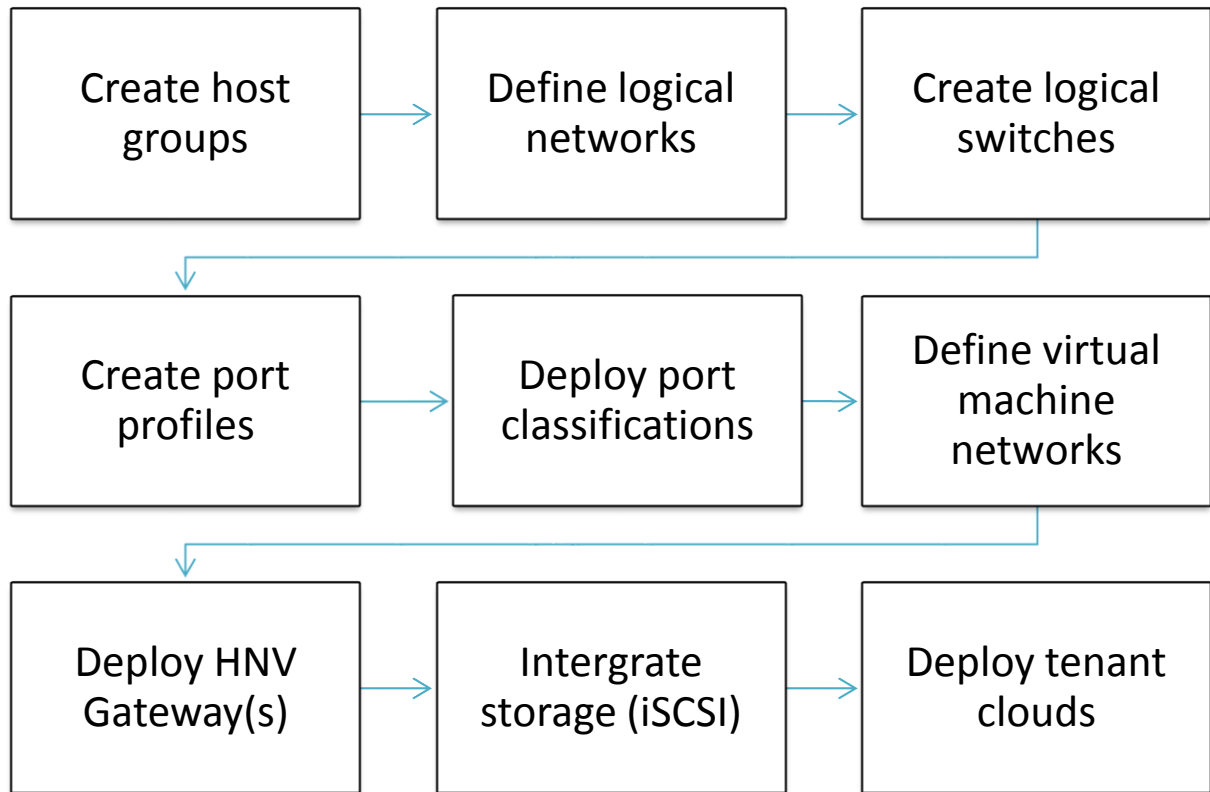 Create host
groups
Define logical
networks
Create logical
switches
Create port
profiles
Deploy port
classifications
Define virtual
machine
networks
Deploy HNV
Gateway(s)
Intergrate
storage (iSCSI)
Deploy tenant
clouds